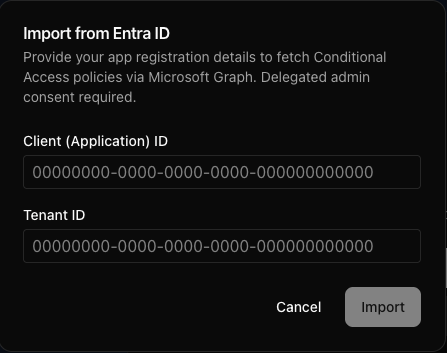 Import from Entra ID
Provide your app registration details to fetch Conditional
Access policies via Microsoft Graph. Delegated admin
consent required.
Client (Application) ID
00000000-0000-0000-0000-000000000000
Tenant ID
00000000-0000-0000-0000-000000000000
Cancel
Import